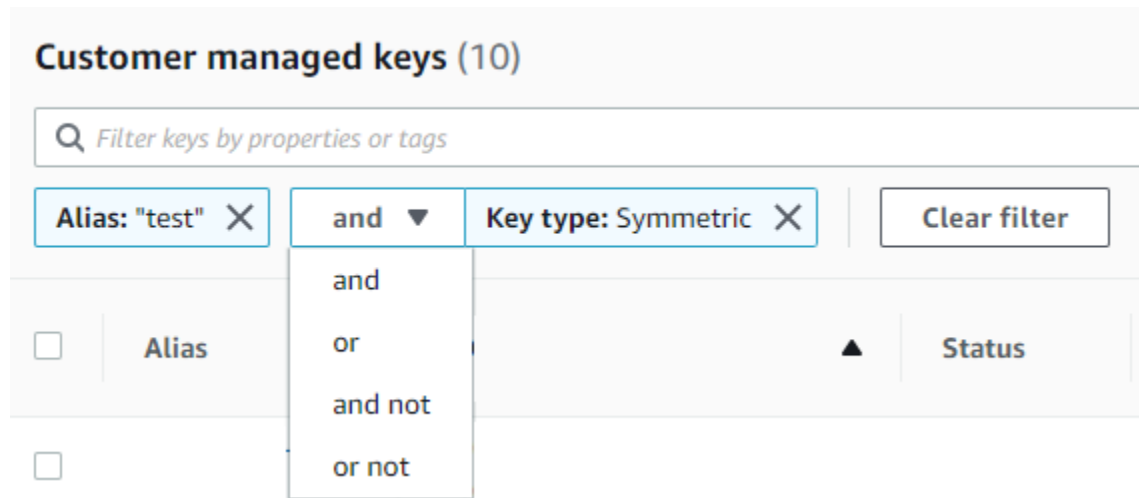 Customer managed keys (10)
Filter keys by properties or tags
Alias: "test" and Key type: Symmetric Clear filter
and
Alias or Status
and not
or not